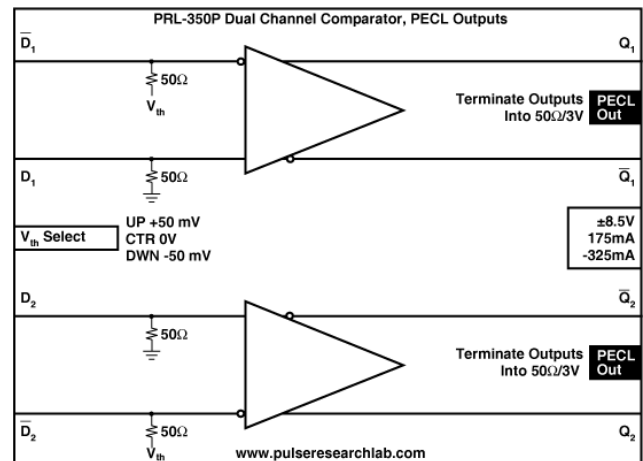 PRL-350P Dual Channel Comparator, PECL Outputs
D̅₁
Q₁
50Ω
Vₜₕ
Terminate Outputs
Into 50Ω/3V
PECL
Out
D₁
50Ω
Q̅₁
Vₜₕ Select
UP +50 mV
CTR 0V
DWN -50 mV
±8.5V
175mA
-325mA
D₂
Q̅₂
50Ω
Terminate Outputs
Into 50Ω/3V
PECL
Out
D̅₂
50Ω
Q₂
Vₜₕ
www.pulseresearchlab.com